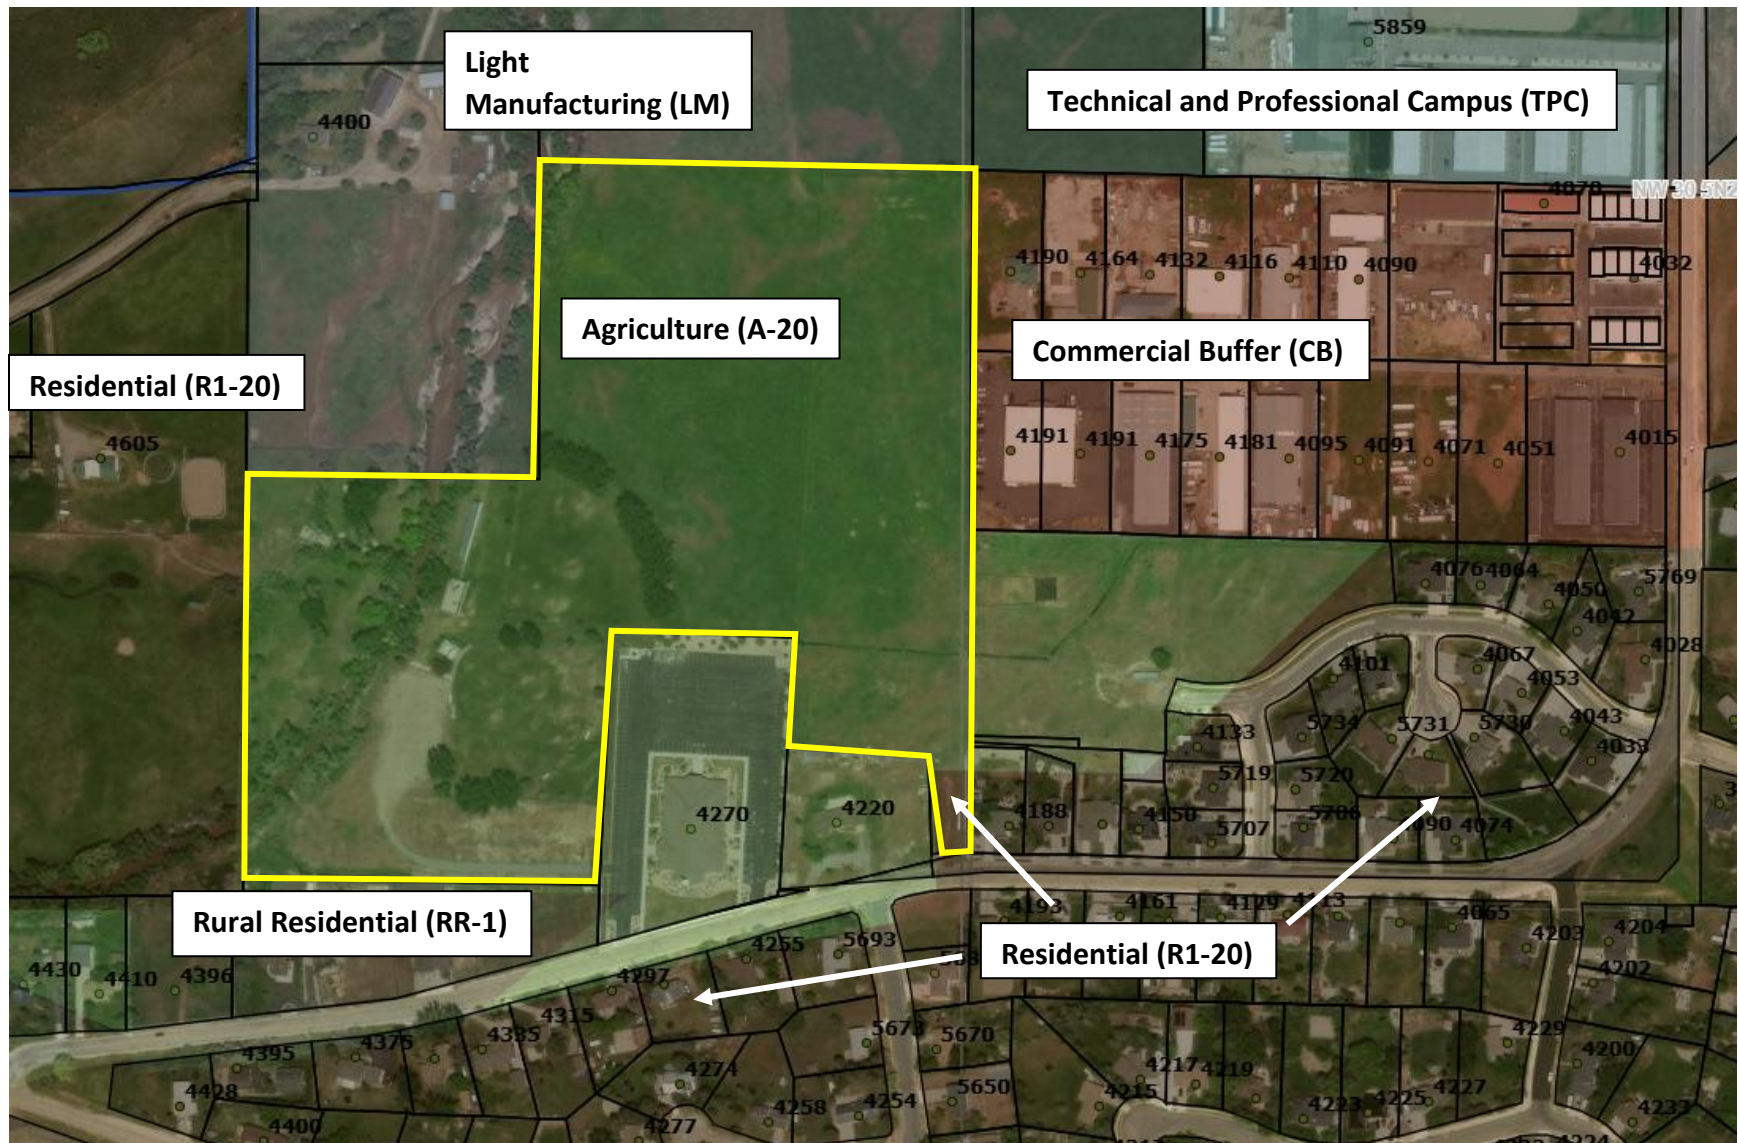 5859
Light
Manufacturing (LM)
Technical and Professional Campus (TPC)
4400
4078
4190 4164 4132 4116 4110 4090 4032
Agriculture (A-20)
Commercial Buffer (CB)
Residential (R1-20)
4605
4191 4191 4175 4181 4095 4091 4071 4051 4015
4076 4064 4050 5769
4042
4028
4101 4067
4053
5734 5731 5730 4043
4133 4033
5719 5720
4270 4220 4188 4150 5707 5706 4090 4074
Rural Residential (RR-1)
4193 4161 4129 4065
4203 4204
Residential (R1-20)
4255 5693
4430 4410 4396 4297 4202
4315
4335 5673 5670 4229
4395 4375 4200
4274 4217 4219
4428 4258 4254 5650 4215 4223 4225 4227 4233
4400 4277